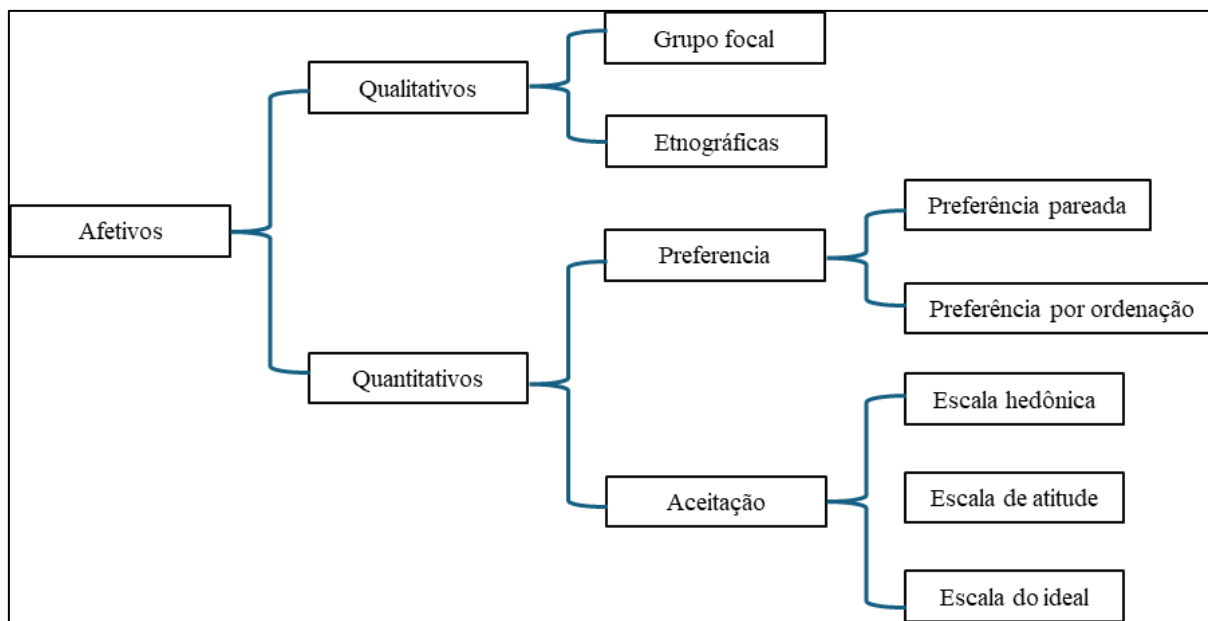 Afetivos
Qualitativos
Grupo focal
Etnográficas
Quantitativos
Preferencia
Preferência pareada
Preferência por ordenação
Aceitação
Escala hedônica
Escala de atitude
Escala do ideal